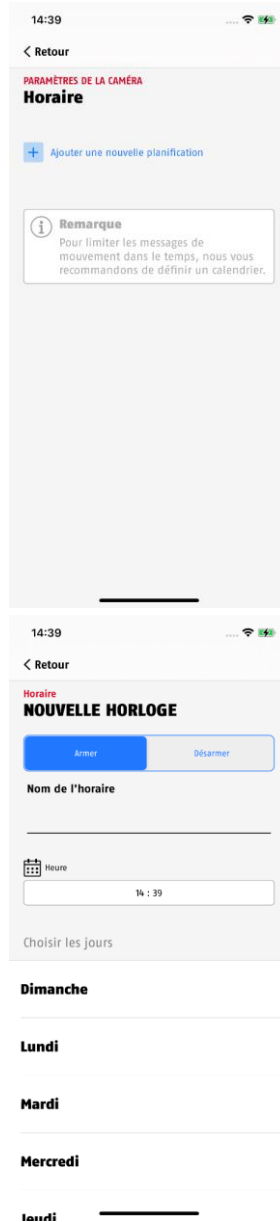 14:39
Retour
PARAMÈTRES DE LA CAMÉRA
Horaire
+ Ajouter une nouvelle planification
Remarque
Pour limiter les messages de
mouvement dans le temps, nous vous
recommandons de définir un calendrier.
14:39
Retour
Horaire
NOUVELLE HORLOGE
Armer Désarmer
Nom de l'horaire
Heure
14 : 39
Choisir les jours
Dimanche
Lundi
Mardi
Mercredi
Jeudi